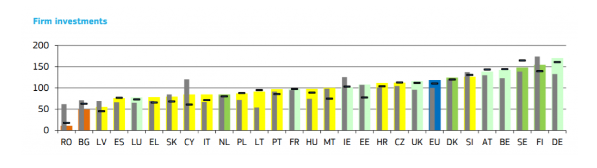 Firm investments
200
150
100
50
0
RO BG LV ES LU EL SK CY IT NL PL LT PT FR HU MT IE EE HR CZ UK EU DK SI AT BE SE FI DE